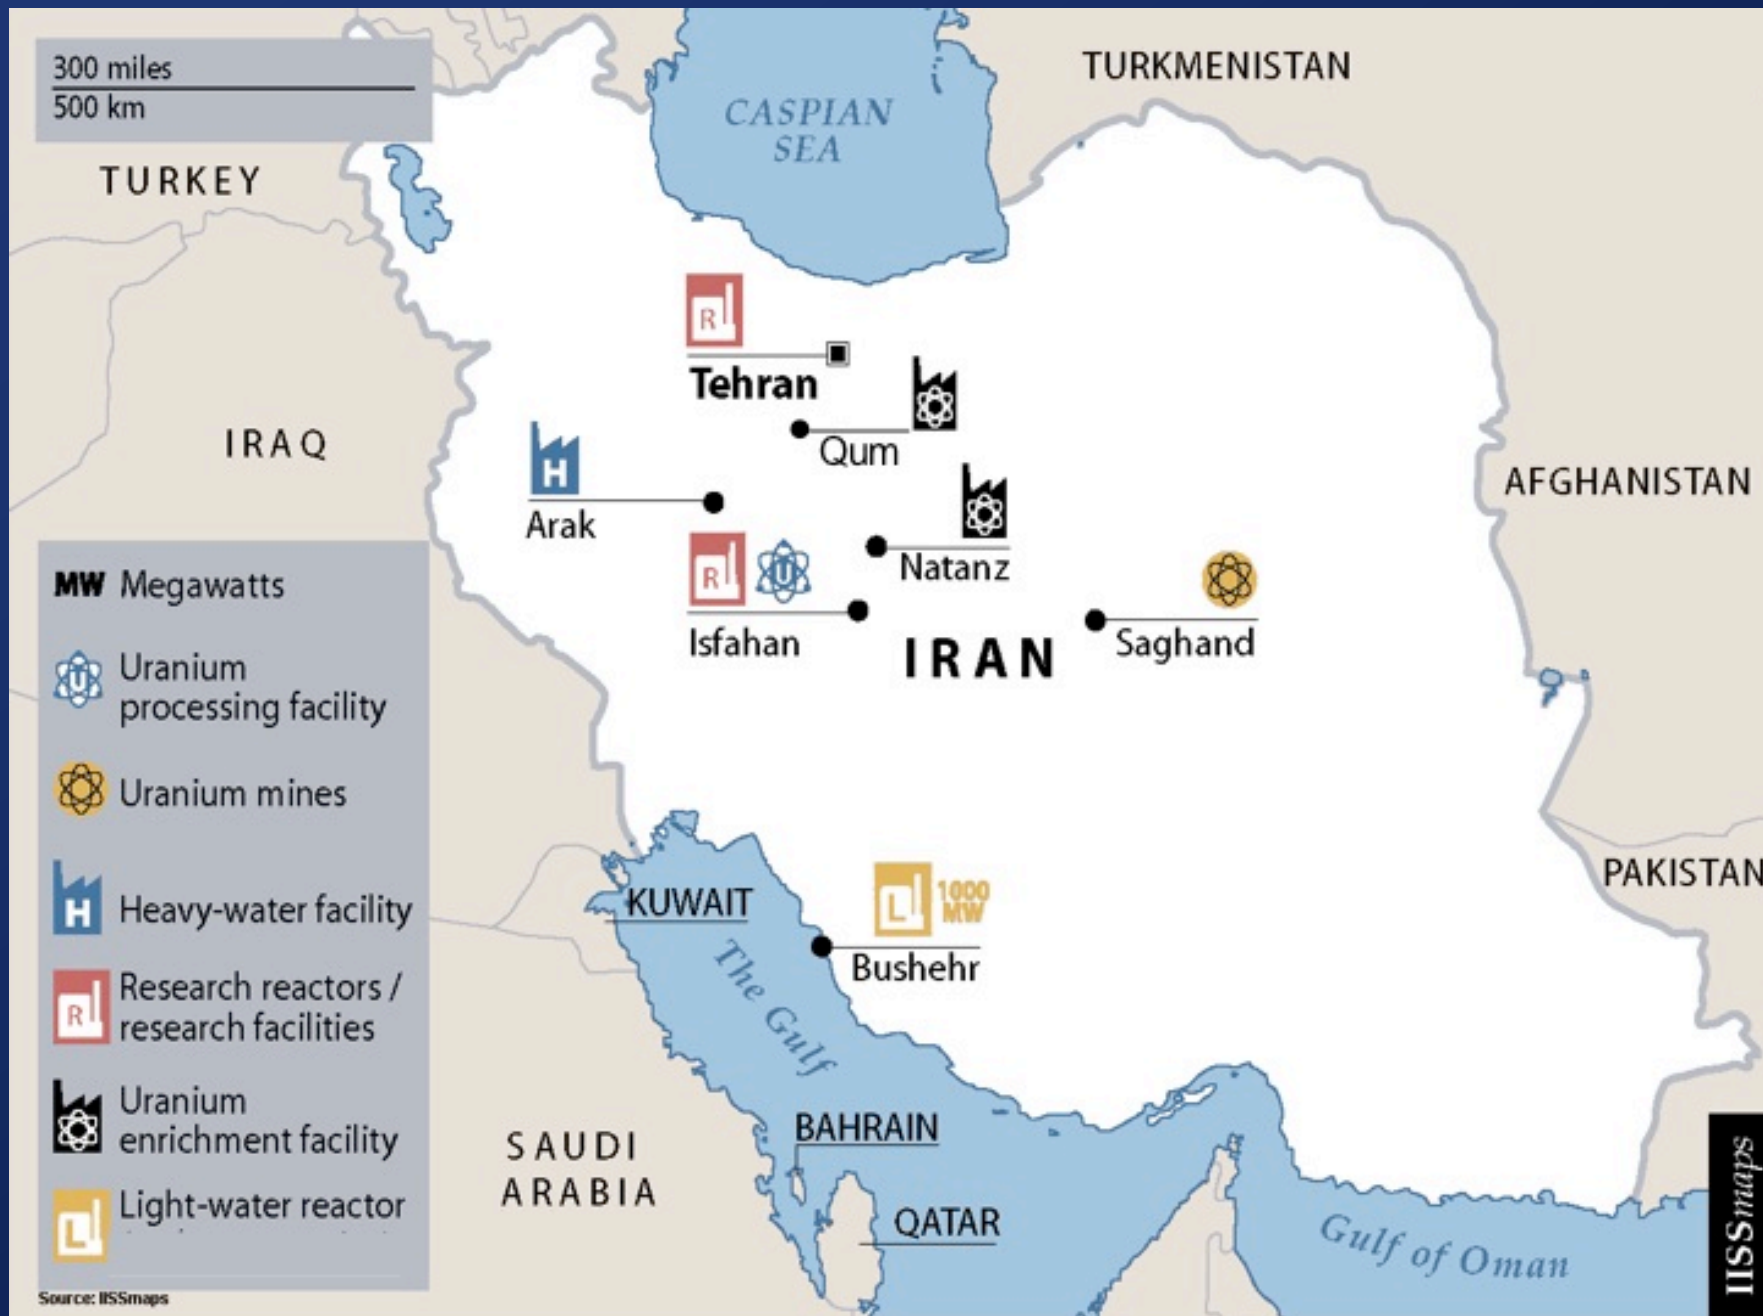 300 miles
500 km
TURKEY
CASPIAN
SEA
TURKMENISTAN
R
Tehran
Qum
IRAQ
H
Arak
AFGHANISTAN
Natanz
R U
Isfahan
IRAN
Saghand
MW Megawatts
U Uranium
processing facility
Uranium mines
H Heavy-water facility
R Research reactors /
research facilities
Uranium
enrichment facility
L Light-water reactor
Source: IISSmaps
PAKISTAN
KUWAIT
L 1000
MW
Bushehr
The Gulf
BAHRAIN
SAUDI
ARABIA
QATAR
Gulf of Oman
IISSmaps